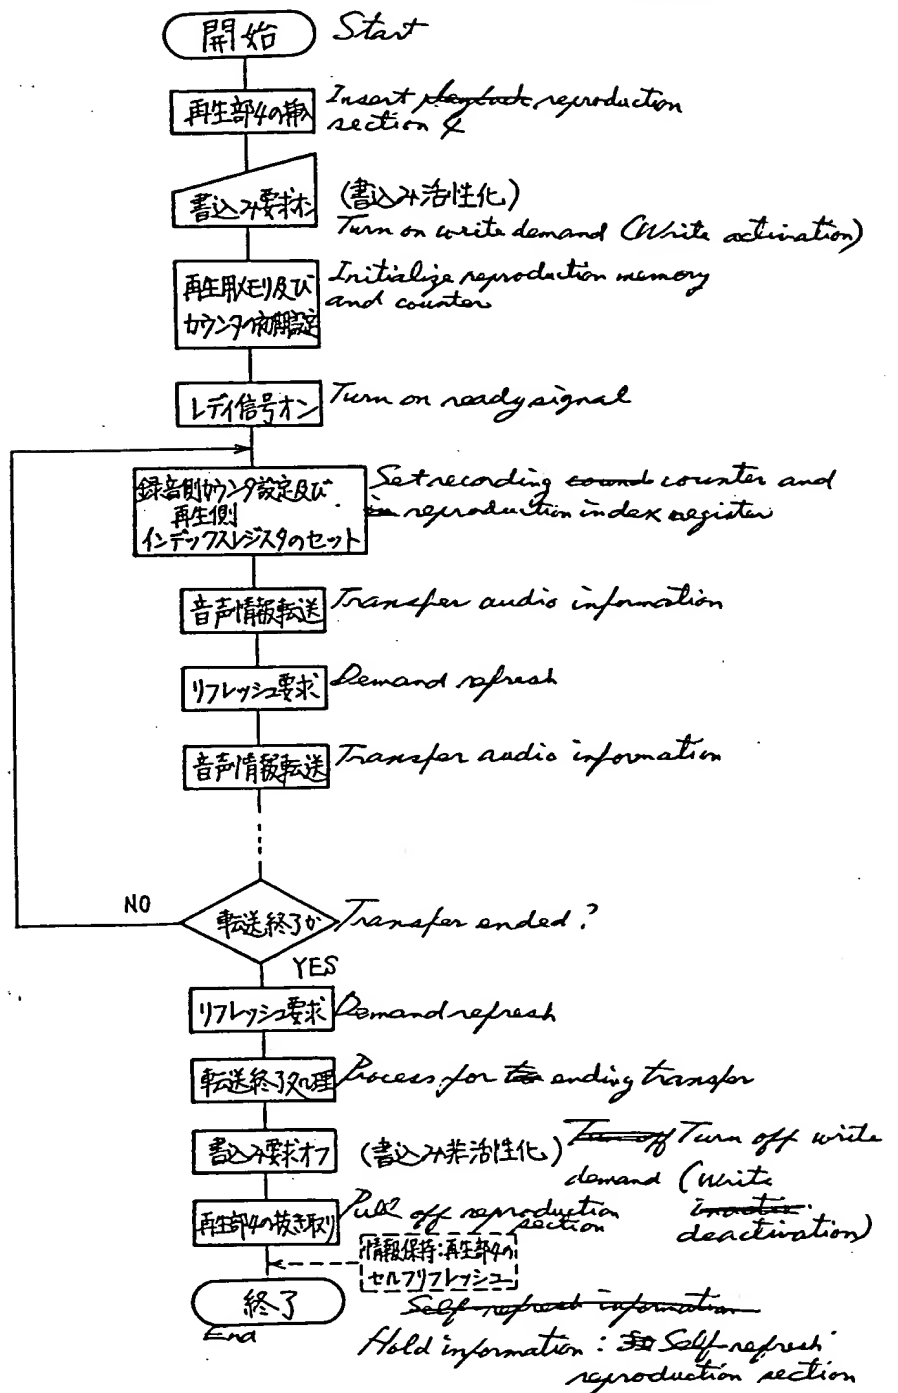 開始 Start
再生部4の挿入 Insert playback reproduction
section 4
書込み要求オン (書込み活性化)
Turn on write demand (Write activation)
再生用メモリ及び Initialize reproduction memory
カウンタの初期設定 and counter
レディ信号オン Turn on ready signal
録音側カウンタ設定及び Set recording cound counter and
再生側 in reproduction index register
インデックスレジスタのセット
音声情報転送 Transfer audio information
リフレッシュ要求 Demand refresh
音声情報転送 Transfer audio information
NO
転送終了か Transfer ended?
YES
リフレッシュ要求 Demand refresh
転送終了処理 Process for ending transfer
書込み要求オフ (書込み非活性化) Turn off Turn off write
demand (Write
deactivation)
再生部4の抜き取り Pull off reproduction
section
情報保持:再生部4の
セルフリフレッシュ
終了
End
Self-refresh information
Hold information: Self-refresh
reproduction section